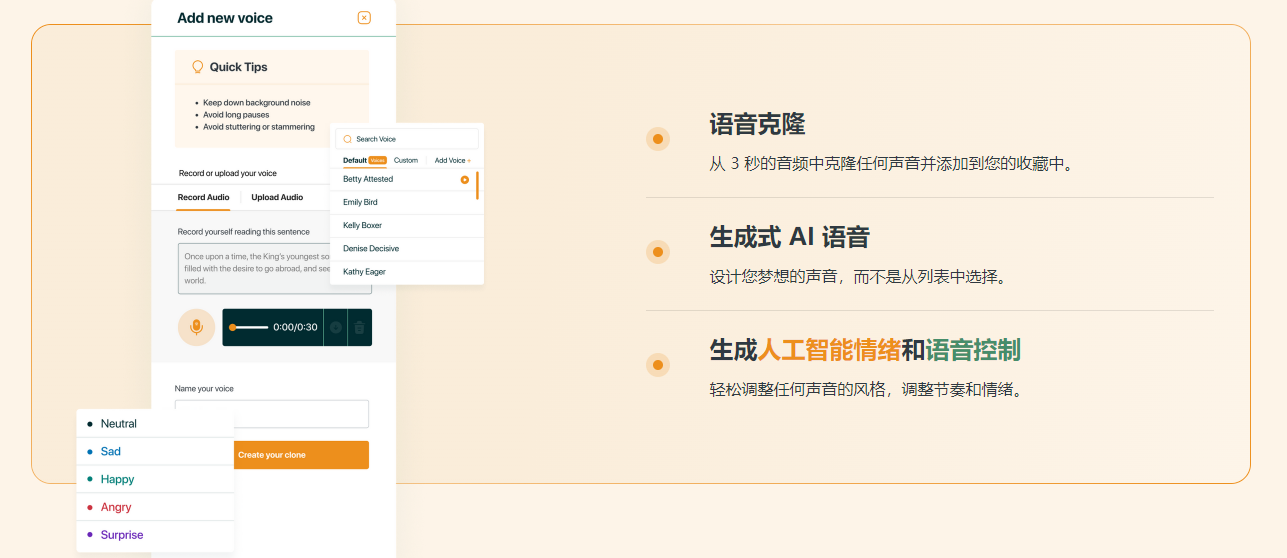 Add new voice
Quick Tips
Keep down background noise
Avoid long pauses
Avoid stuttering or stammering
Record or upload your voice
Record Audio
Upload Audio
Record yourself reading this sentence
Once upon a time, the King's youngest so
filled with the desire to go abroad, and see
world.
0:00/0:30
Name your voice
Create your clone
Search Voice
Default Voices Custom Add Voice +
Betty Attested
Emily Bird
Kelly Boxer
Denise Decisive
Kathy Eager
Neutral
Sad
Happy
Angry
Surprise
语音克隆
从 3 秒的音频中克隆任何声音并添加到您的收藏中。
生成式 AI 语音
设计您梦想的声音，而不是从列表中选择。
生成人工智能情绪和语音控制
轻松调整任何声音的风格，调整节奏和情绪。